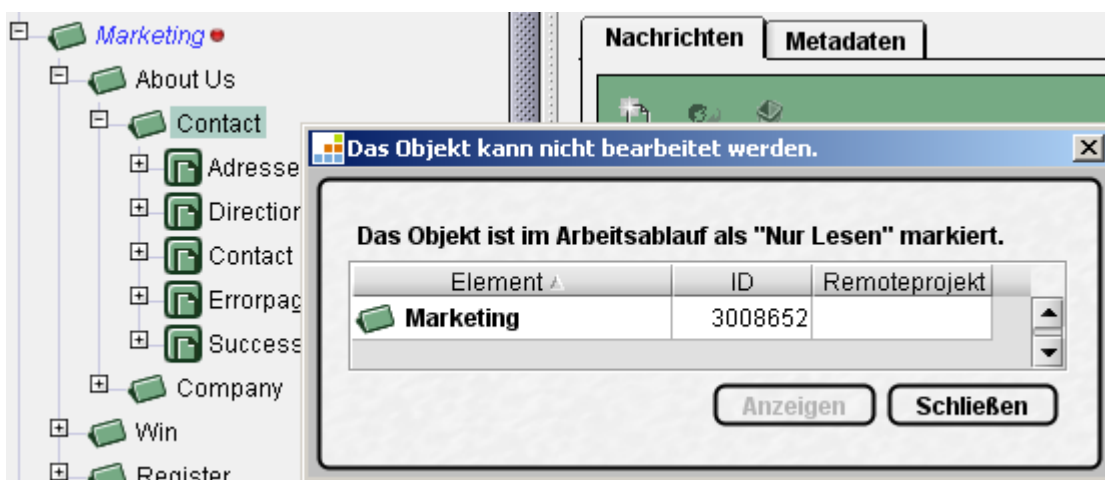 Marketing
About Us
Contact
Adresse
Direction
Contact
Errorpag
Success
Company
Win
Register
Nachrichten
Metadaten
Das Objekt kann nicht bearbeitet werden.
Das Objekt ist im Arbeitsablauf als "Nur Lesen" markiert.
Element ID Remoteprojekt
Marketing 3008652
Anzeigen Schließen